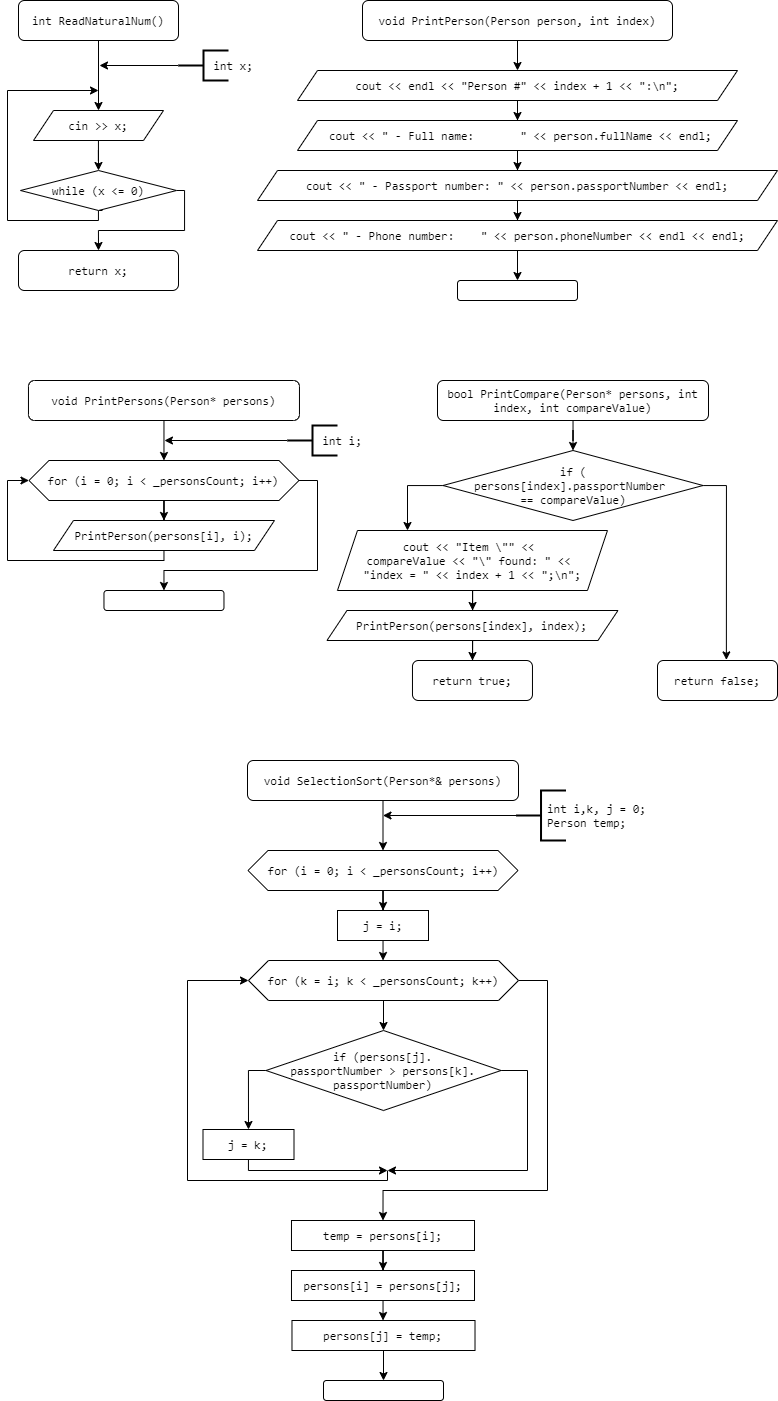 int ReadNaturalNum()
int x;
cin >> x;
while (x <= 0)
return x;
void PrintPerson(Person person, int index)
cout << endl << "Person #" << index + 1 << ":\n";
cout << " - Full name:       " << person.fullName << endl;
cout << " - Passport number: " << person.passportNumber << endl;
cout << " - Phone number:    " << person.phoneNumber << endl << endl;
void PrintPersons(Person* persons)
int i;
for (i = 0; i < _personsCount; i++)
PrintPerson(persons[i], i);
bool PrintCompare(Person* persons, int
index, int compareValue)
if (
persons[index].passportNumber
== compareValue)
cout << "Item \"" <<
compareValue << "\" found: " <<
"index = " << index + 1 << ";\n";
PrintPerson(persons[index], index);
return true;
return false;
void SelectionSort(Person*& persons)
int i,k, j = 0;
Person temp;
for (i = 0; i < _personsCount; i++)
j = i;
for (k = i; k < _personsCount; k++)
if (persons[j].
passportNumber > persons[k].
passportNumber)
j = k;
temp = persons[i];
persons[i] = persons[j];
persons[j] = temp;